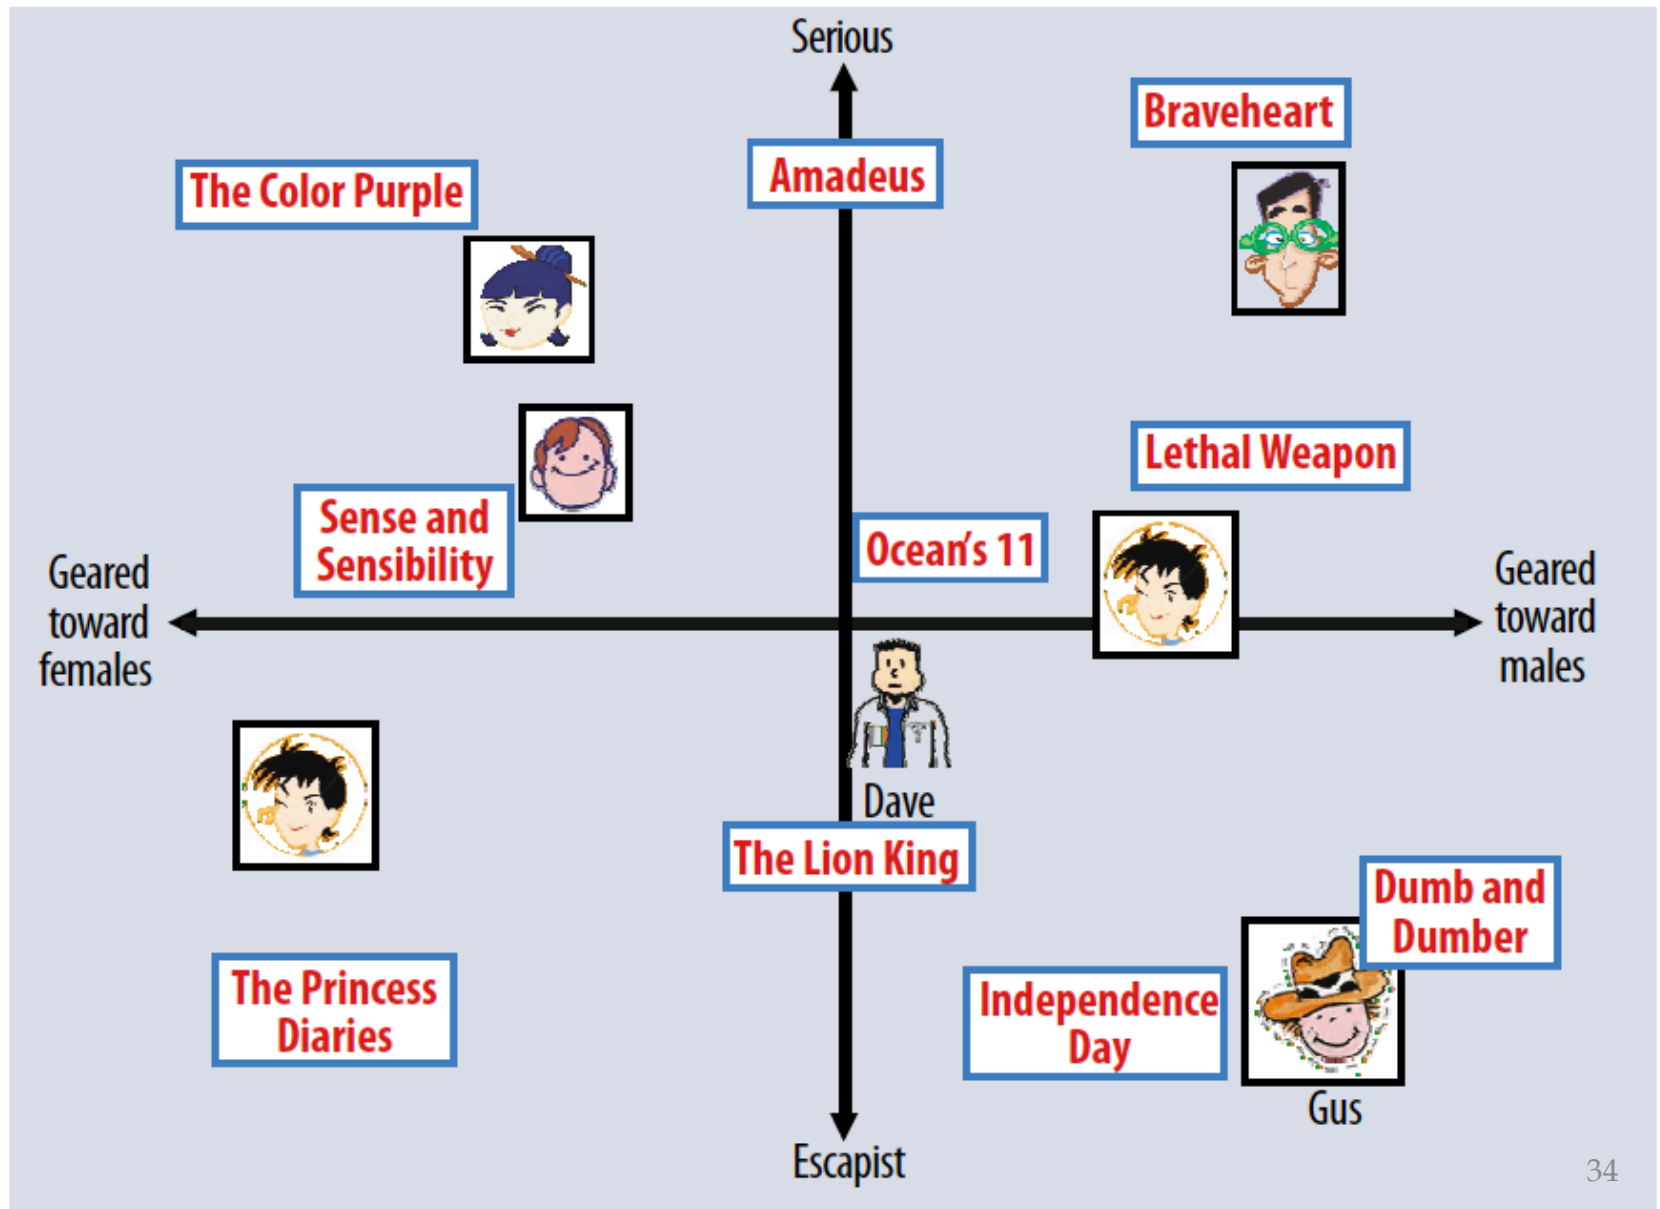 Serious
Braveheart
Amadeus
The Color Purple
Lethal Weapon
Sense and
Sensibility
Ocean's 11
Geared
toward
females
Geared
toward
males
Dave
The Lion King
Dumb and
Dumber
The Princess
Diaries
Independence
Day
Gus
Escapist
34